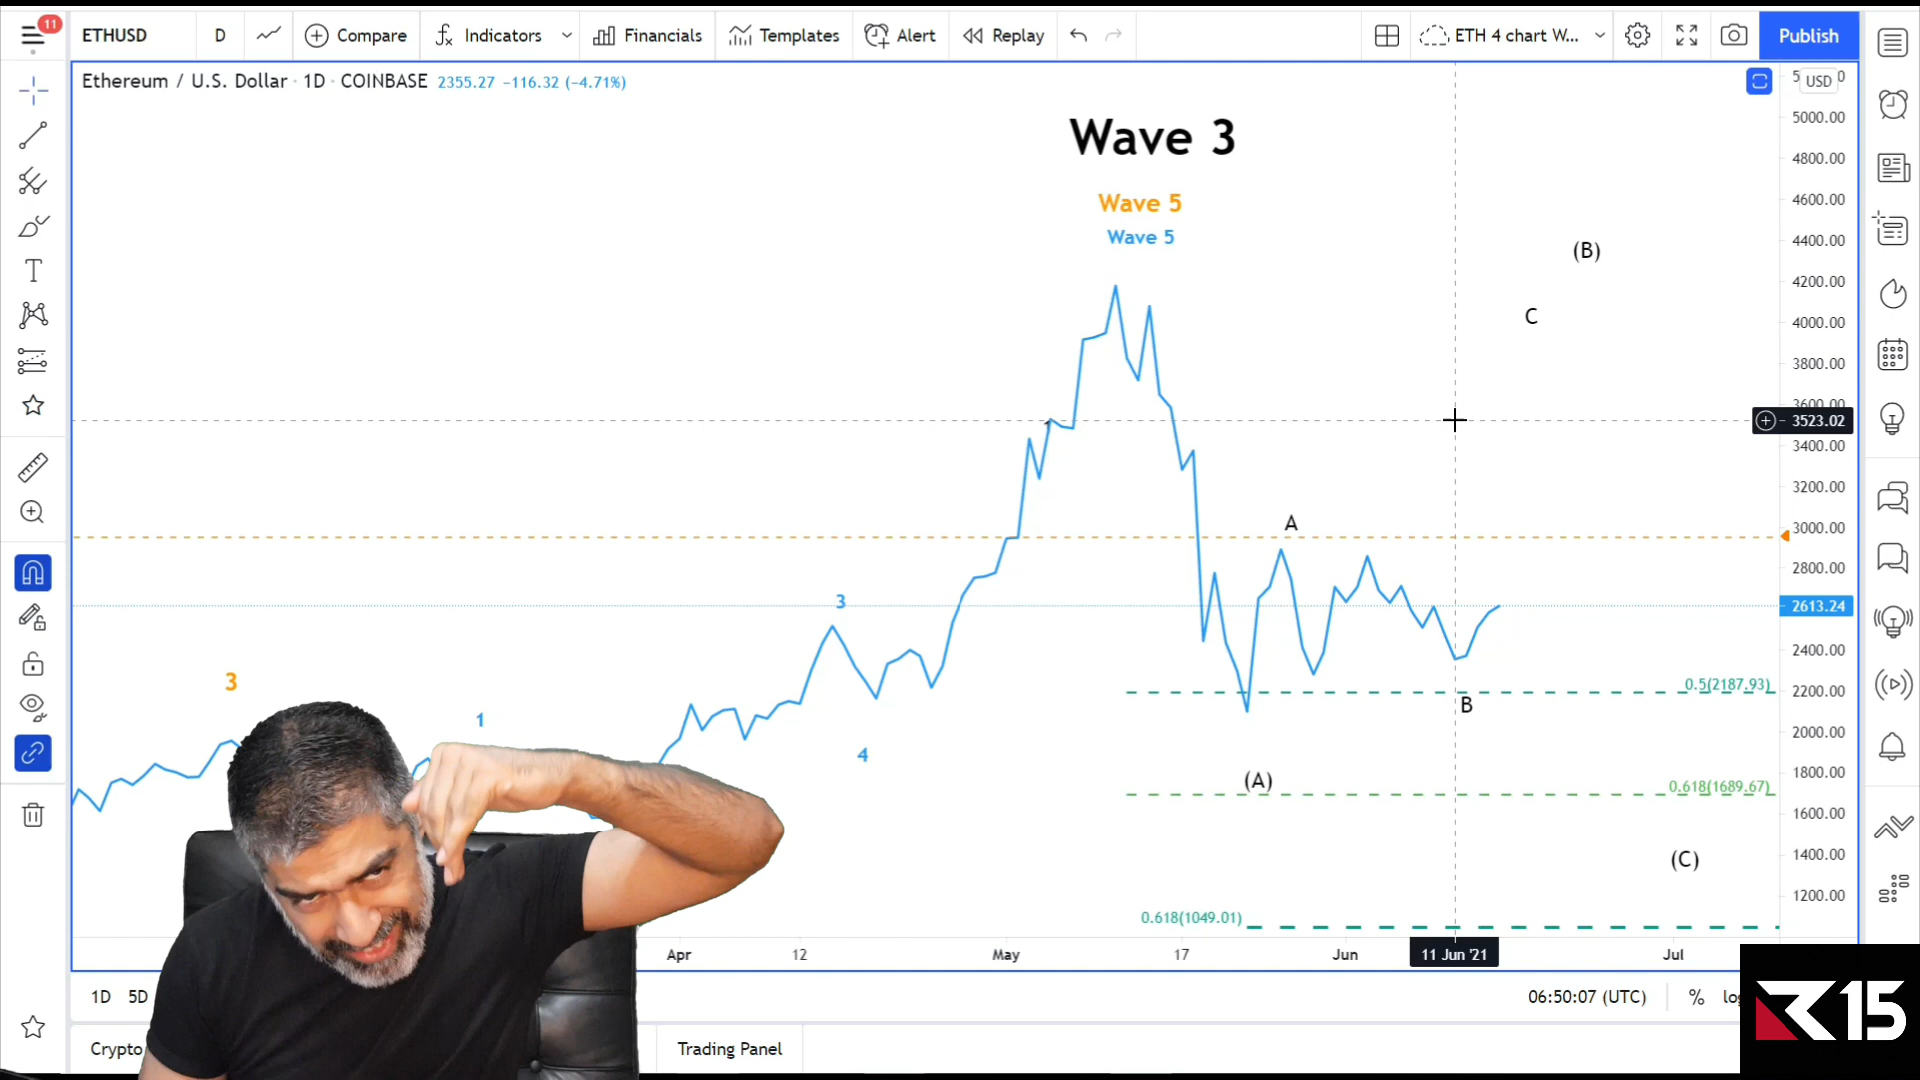 11
ETHUSD
D
Compare
Indicators
Financials
Templates
Alert
Replay
ETH 4 chart W...
Publish
Ethereum / U.S. Dollar · 1D · COINBASE 2355.27 −116.32 (−4.71%)
USD
5000.00
4800.00
4600.00
4400.00
4200.00
4000.00
3800.00
3600.00
3523.02
3400.00
3200.00
3000.00
2800.00
2613.24
2400.00
2200.00
2000.00
1800.00
1600.00
1400.00
1200.00
Wave 3
Wave 5
Wave 5
(B)
C
A
3
3
1
4
0.5(2187.93)
B
(A)
0.618(1689.67)
(C)
0.618(1049.01)
Apr
12
May
17
Jun
11 Jun '21
Jul
1D
5D
06:50:07 (UTC)
%
Crypto
Trading Panel
R15